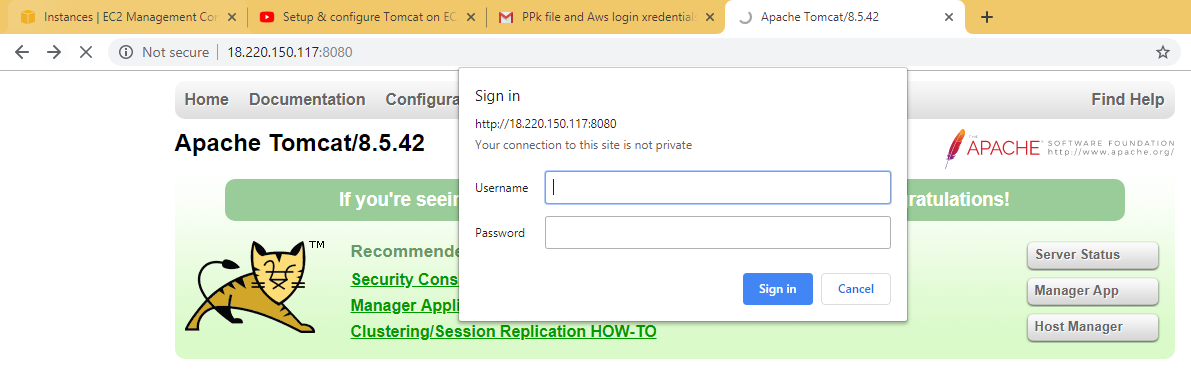 Instances | EC2 Management Con
Setup & configure Tomcat on EC
PPk file and Aws login xredentials
Apache Tomcat/8.5.42
Not secure
18.220.150.117:8080
Home Documentation Configura
Find Help
Sign in
http://18.220.150.117:8080
Your connection to this site is not private
Username
Password
Sign in
Cancel
Apache Tomcat/8.5.42
THE
APACHE® SOFTWARE FOUNDATION
http://www.apache.org/
If you're seein
ratulations!
TM
Recommende
Security Cons
Manager Appli
Clustering/Session Replication HOW-TO
Server Status
Manager App
Host Manager